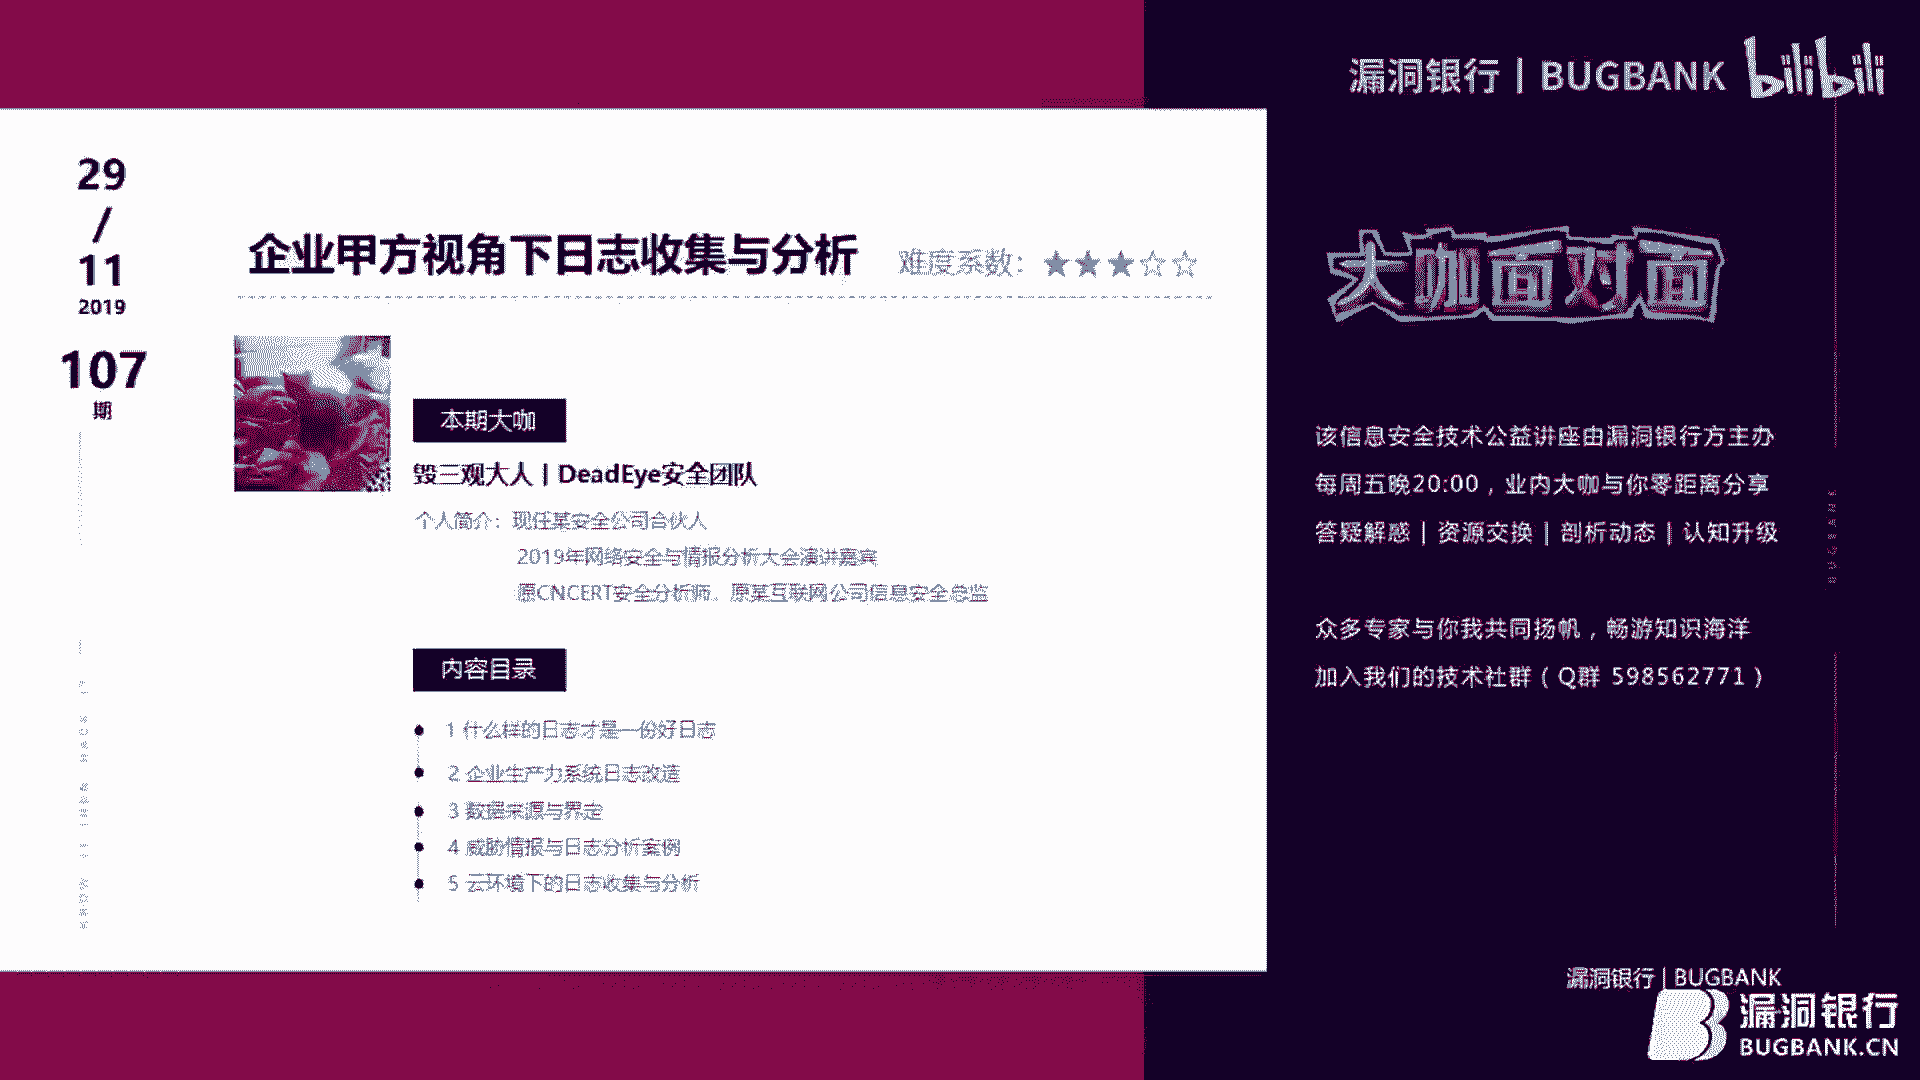 漏洞银行 | BUGBANK bilibili
29
/
11
2019
107
期
企业甲方视角下日志收集与分析 难度系数：★★★☆☆
本期大咖
毁三观大人 | DeadEye安全团队
个人简介：现任某安全公司合伙人
2019年网络安全与情报分析大会演讲嘉宾
原CNCERT安全分析师、原某互联网公司信息安全总监
内容目录
1 什么样的日志才是一份好日志
2 企业生产力系统日志改造
3 数据来源与界定
4 威胁情报与日志分析案例
5 云环境下的日志收集与分析
大咖面对面
该信息安全技术公益讲座由漏洞银行方主办
每周五晚20:00，业内大咖与你零距离分享
答疑解惑 | 资源交换 | 剖析动态 | 认知升级
众多专家与你我共同扬帆，畅游知识海洋
加入我们的技术社群（Q群 598562771）
漏洞银行 | BUGBANK
漏洞银行
BUGBANK.CN